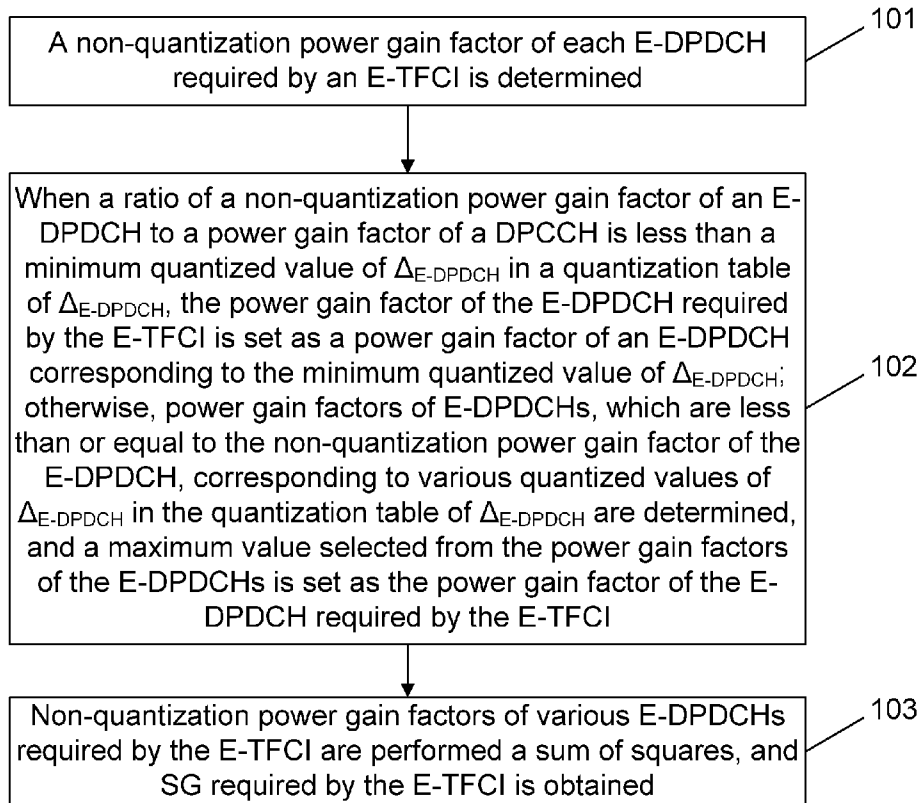 A non-quantization power gain factor of each E-DPDCH
required by an E-TFCI is determined
101
When a ratio of a non-quantization power gain factor of an E-
DPDCH to a power gain factor of a DPCCH is less than a
minimum quantized value of ΔE-DPDCH in a quantization table
of ΔE-DPDCH, the power gain factor of the E-DPDCH required
by the E-TFCI is set as a power gain factor of an E-DPDCH
corresponding to the minimum quantized value of ΔE-DPDCH;
otherwise, power gain factors of E-DPDCHs, which are less
than or equal to the non-quantization power gain factor of the
E-DPDCH, corresponding to various quantized values of
ΔE-DPDCH in the quantization table of ΔE-DPDCH are determined,
and a maximum value selected from the power gain factors
of the E-DPDCHs is set as the power gain factor of the E-
DPDCH required by the E-TFCI
102
Non-quantization power gain factors of various E-DPDCHs
required by the E-TFCI are performed a sum of squares, and
SG required by the E-TFCI is obtained
103